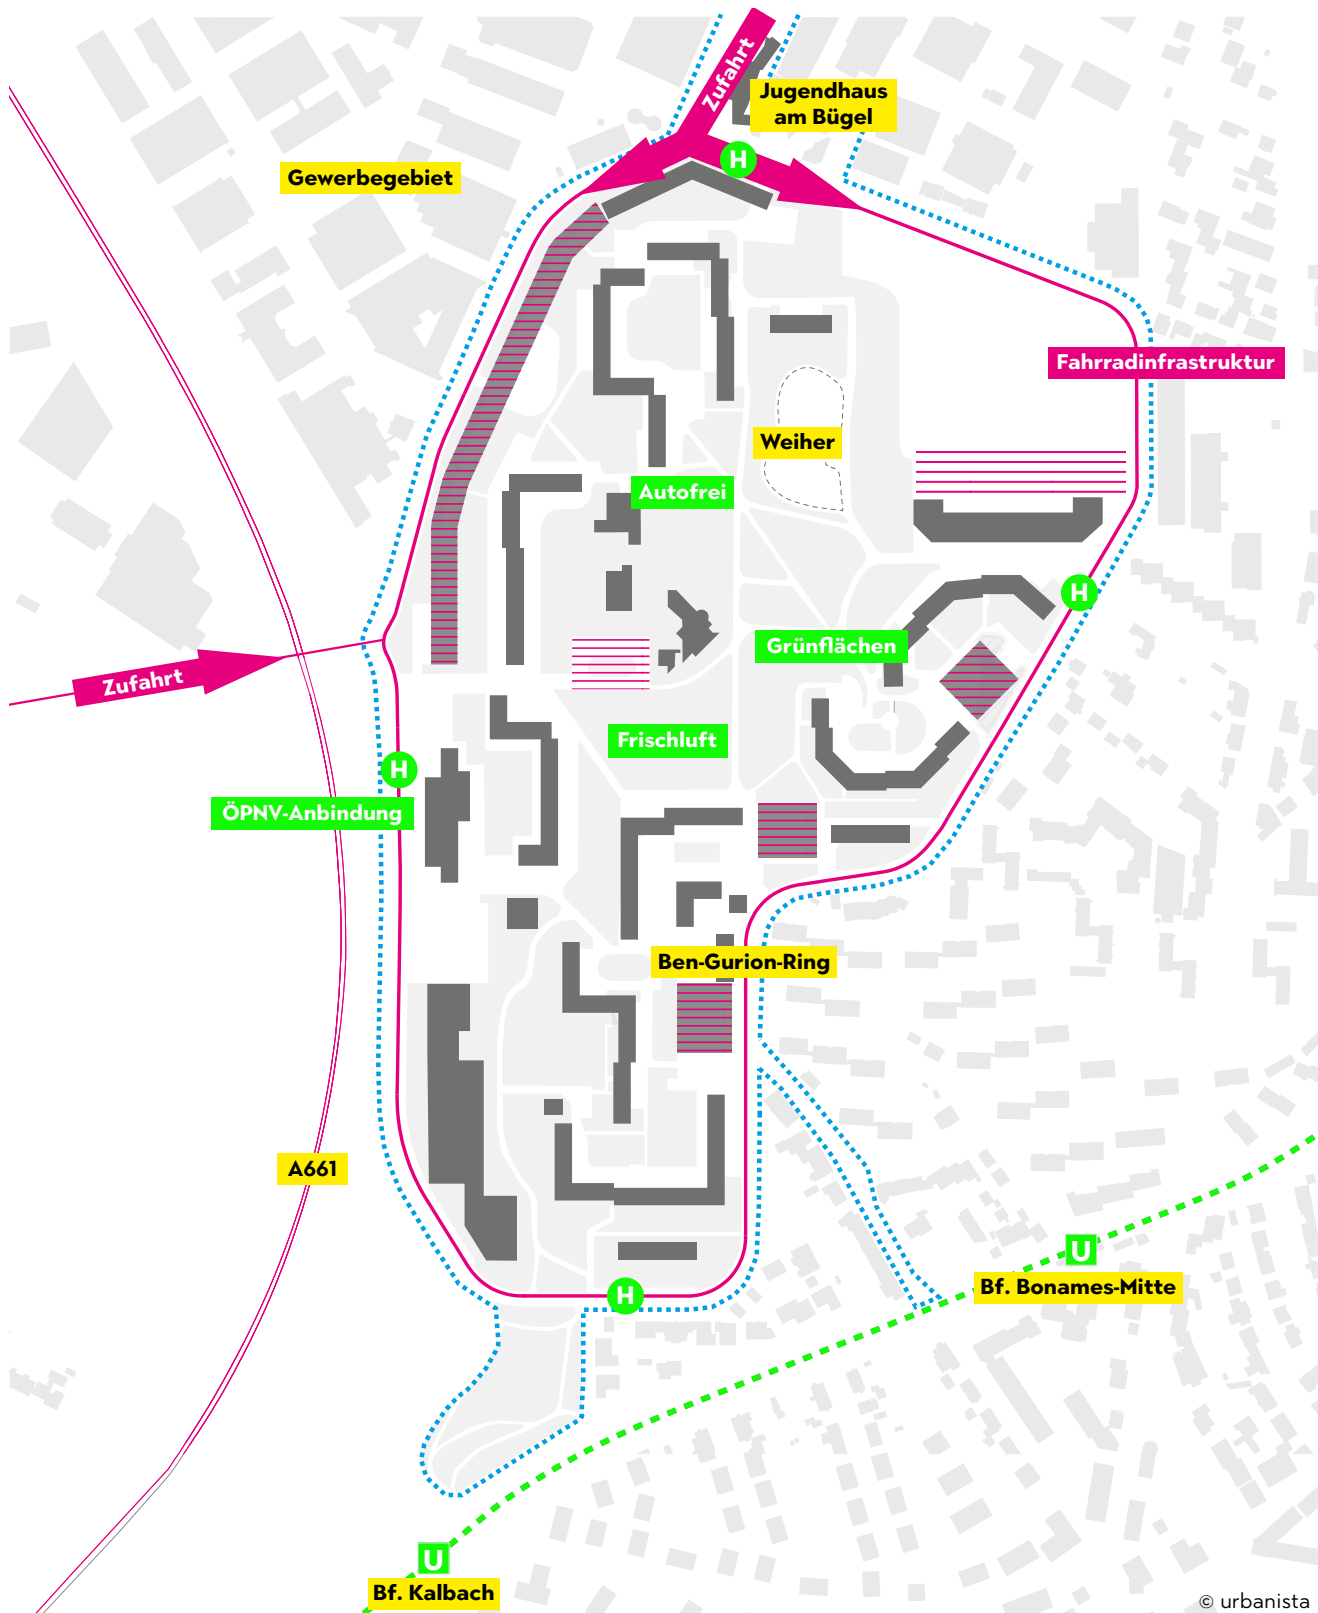 Zufahrt
Jugendhaus
am Bügel
H
Gewerbegebiet
Fahrradinfrastruktur
Weiher
Autofrei
H
Grünflächen
Zufahrt
Frischluft
H
ÖPNV-Anbindung
Ben-Gurion-Ring
A661
U
Bf. Bonames-Mitte
H
U
Bf. Kalbach
© urbanista